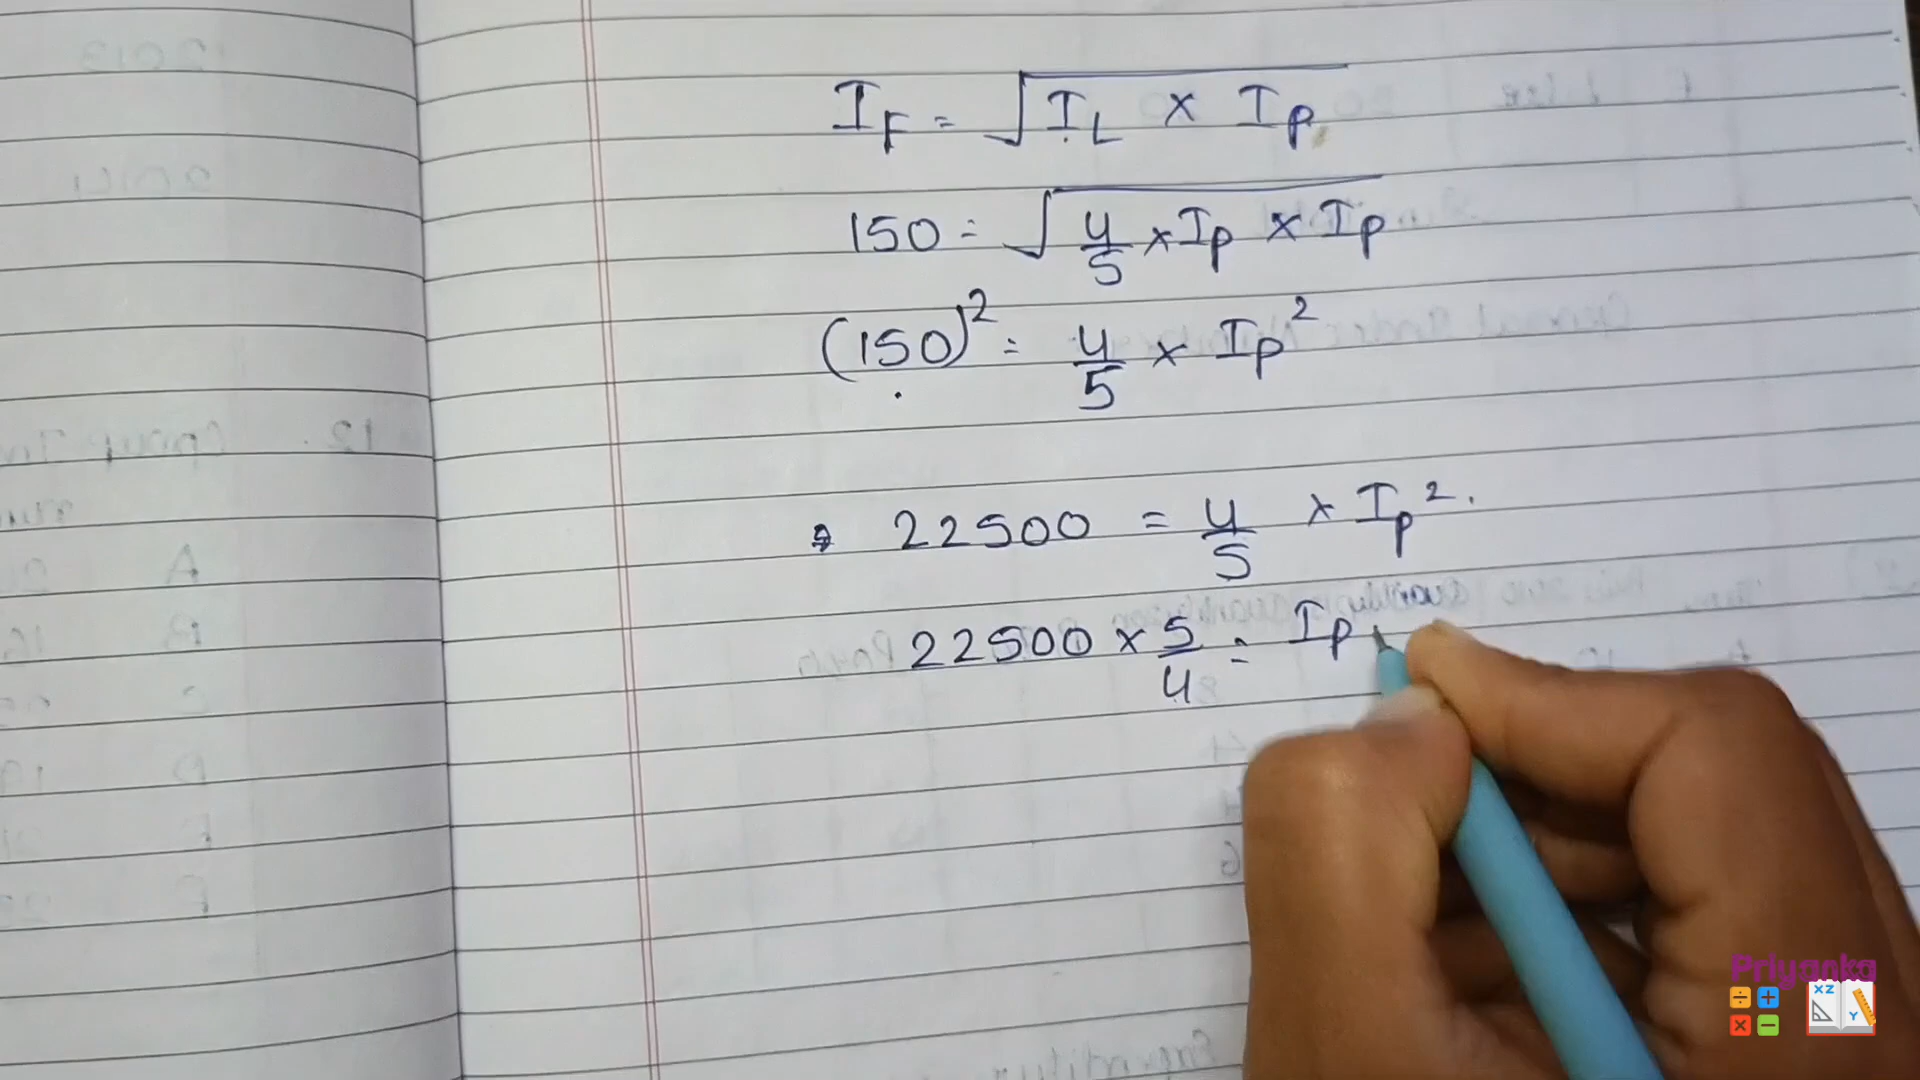 I_F = √(I_L × I_P)
150 = √(4/5 × I_P × I_P)
(150)² = 4/5 × I_P²
→ 22500 = 4/5 × I_P².
22500 × 5/4 = I_P
Priyanka
XZ
Y